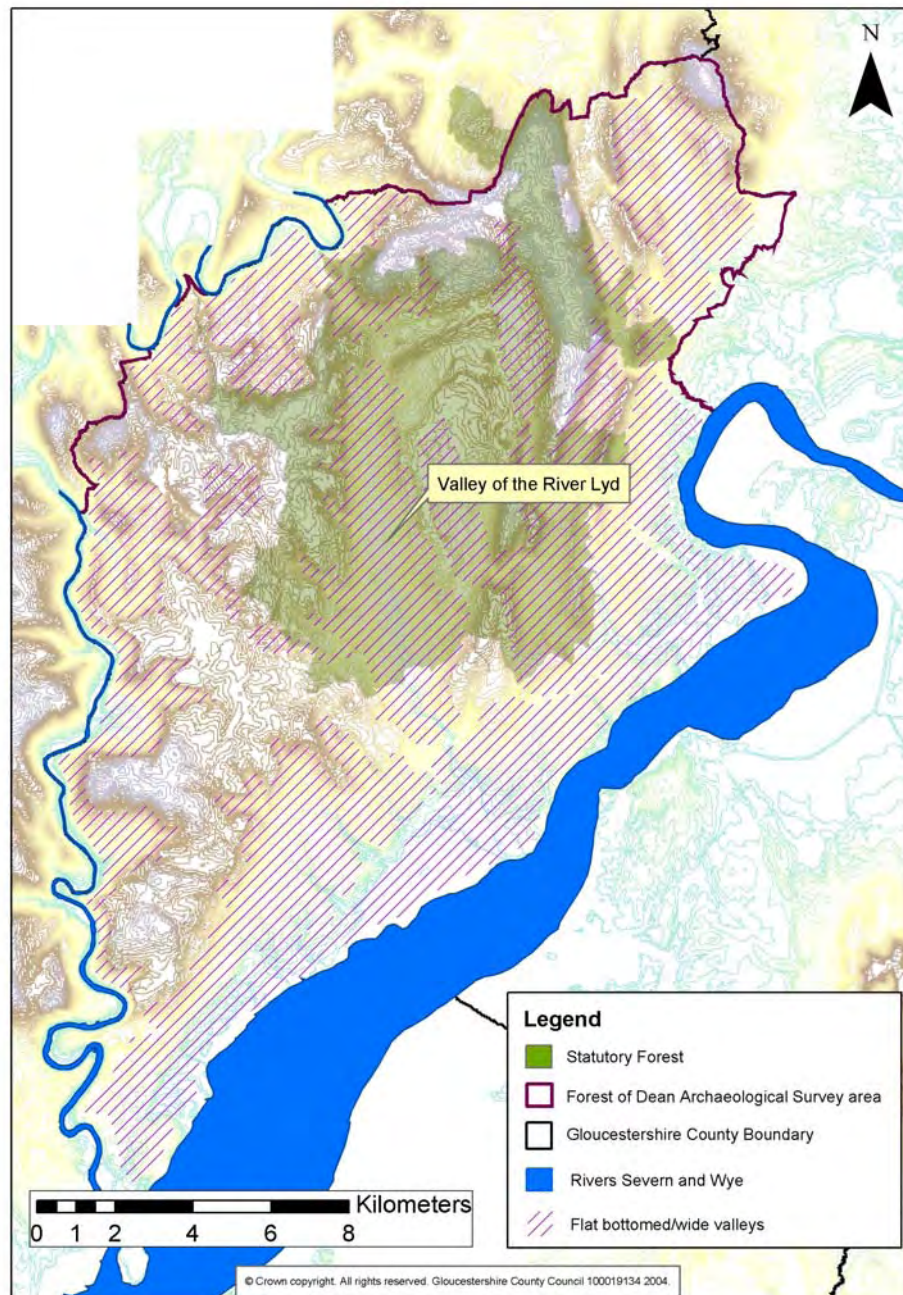 N
Valley of the River Lyd
Legend
Statutory Forest
Forest of Dean Archaeological Survey area
Gloucestershire County Boundary
Rivers Severn and Wye
Flat bottomed/wide valleys
Kilometers
0 1 2 4 6 8
© Crown copyright. All rights reserved. Gloucestershire County Council 100019134 2004.